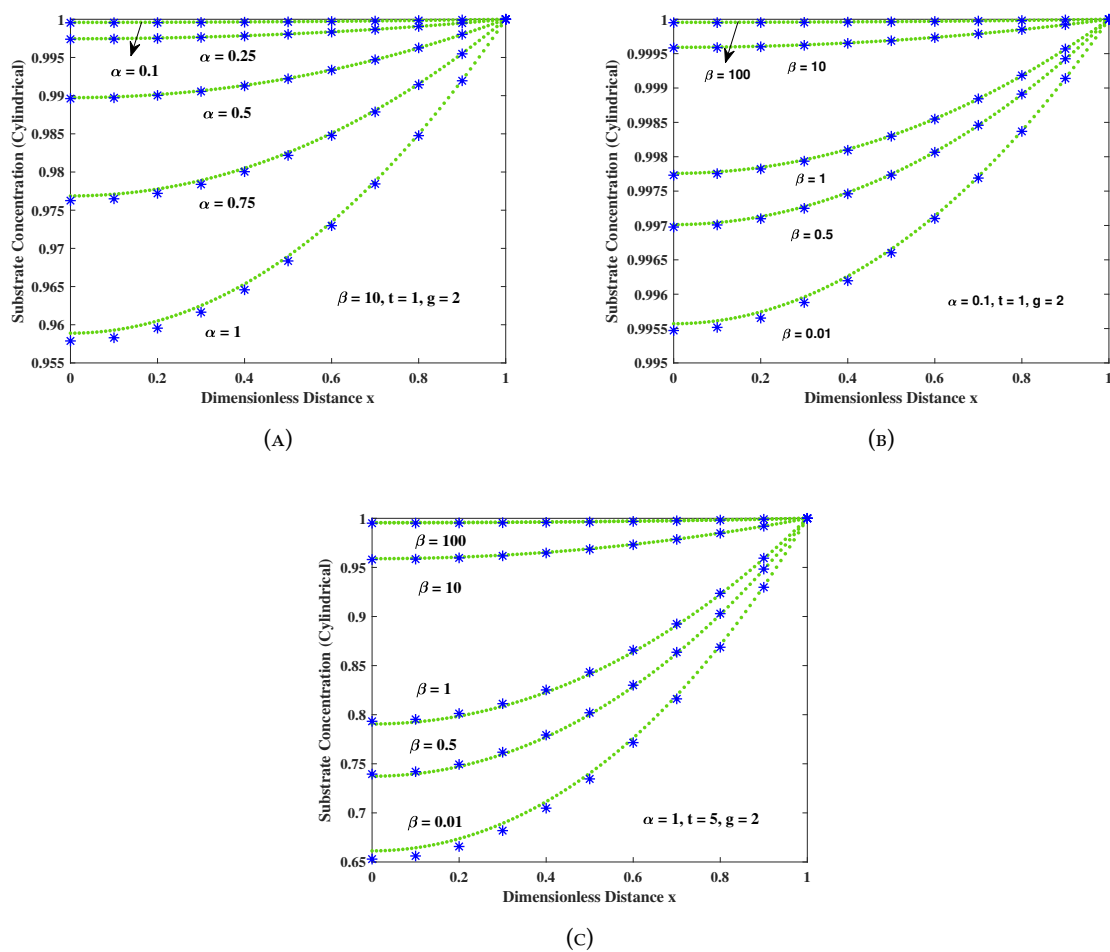 1
0.995
0.99
0.985
0.98
0.975
0.97
0.965
0.96
0.955
Substrate Concentration (Cylindrical)
α = 0.1
α = 0.25
α = 0.5
α = 0.75
α = 1
β = 10, t = 1, g = 2
0 0.2 0.4 0.6 0.8 1
Dimensionless Distance x
(A)
1
0.9995
0.999
0.9985
0.998
0.9975
0.997
0.9965
0.996
0.9955
0.995
Substrate Concentration (Cylindrical)
β = 100
β = 10
β = 1
β = 0.5
β = 0.01
α = 0.1, t = 1, g = 2
0 0.2 0.4 0.6 0.8 1
Dimensionless Distance x
(B)
1
0.95
0.9
0.85
0.8
0.75
0.7
0.65
Substrate Concentration (Cylindrical)
β = 100
β = 10
β = 1
β = 0.5
β = 0.01
α = 1, t = 5, g = 2
0 0.2 0.4 0.6 0.8 1
Dimensionless Distance x
(C)